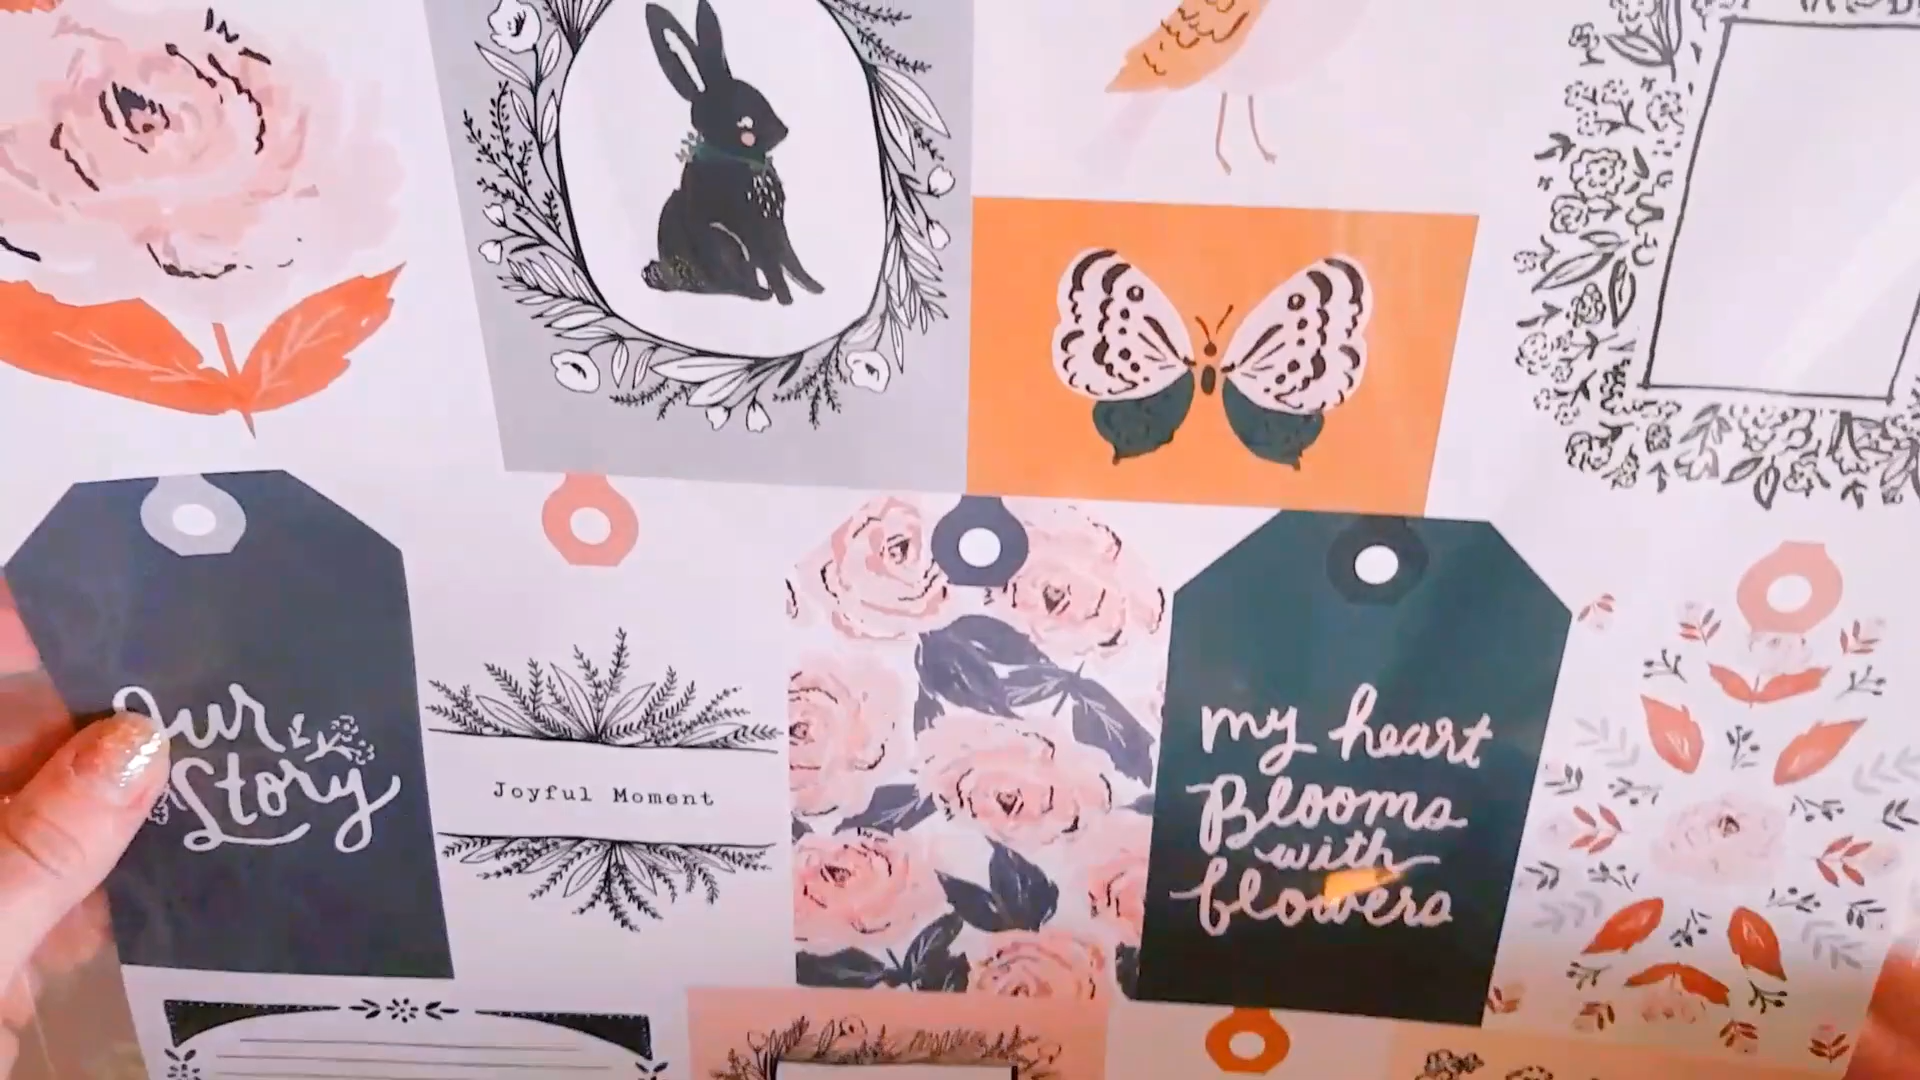 Our
Story
Joyful Moment
my heart
Blooms
with
flowers